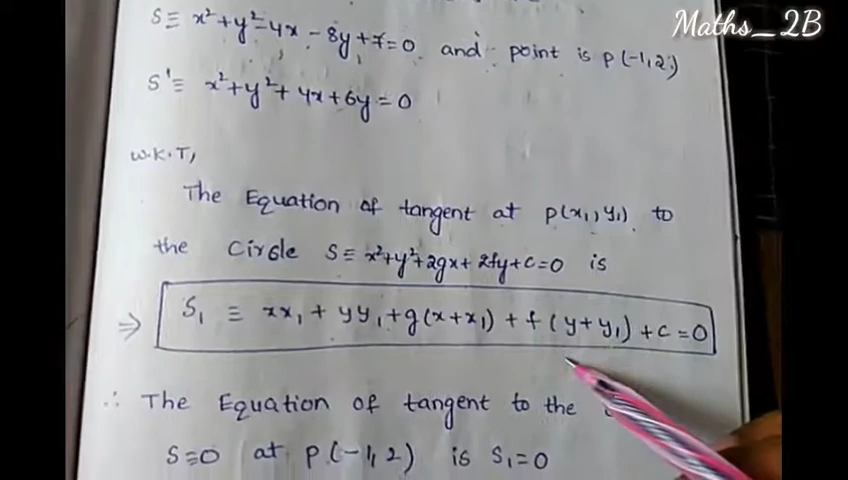 Maths_2B
S ≡ x²+y²-4x-8y+7=0 and point is P(-1,2)
S' ≡ x²+y²+4x+6y=0
W.K.T,
The Equation of tangent at P(x₁,y₁) to
the Circle S ≡ x²+y²+2gx+2fy+c=0 is
⇒ S₁ ≡ xx₁+yy₁+g(x+x₁)+f(y+y₁)+c=0
∴ The Equation of tangent to the
S=0 at P(-1,2) is S₁=0